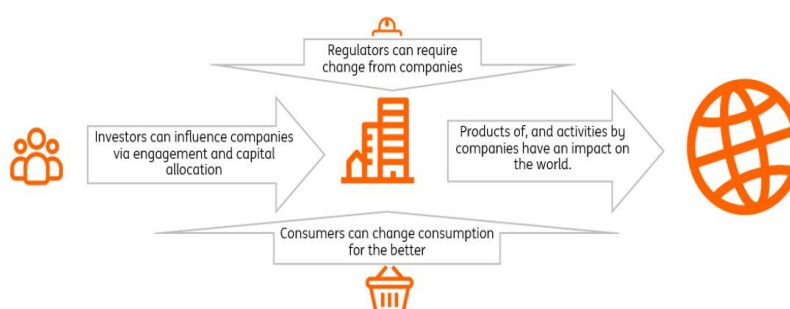 Regulators can require
change from companies
Investors can influence companies
via engagement and capital
allocation
Products of, and activities by
companies have an impact on
the world.
Consumers can change consumption
for the better